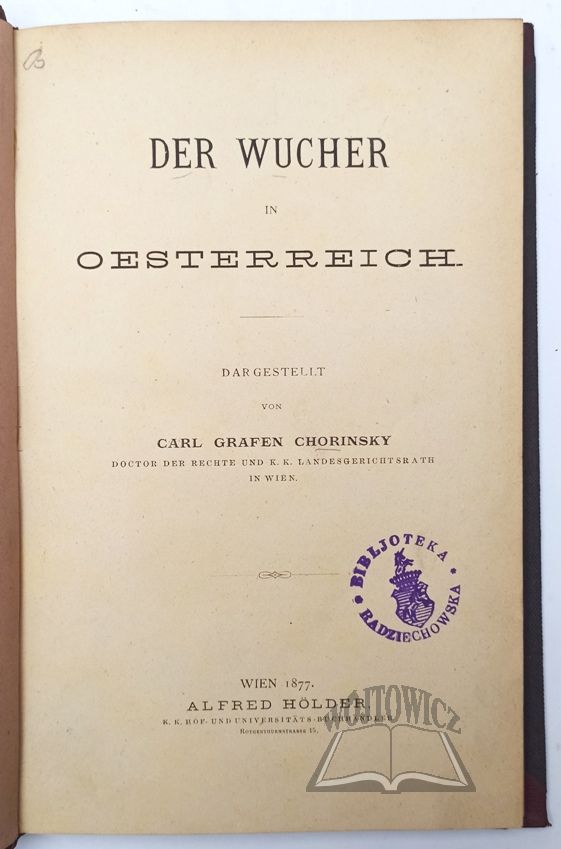 DER WUCHER
IN
OESTERREICH.
DARGESTELLT
VON
CARL GRAFEN CHORINSKY
DOCTOR DER RECHTE UND K. K. LANDESGERICHTSRATH
IN WIEN.
BIBLJOTEKA
RADZIECHOWSKA
WIEN 1877.
ALFRED HÖLDER
K. K. HOF- UND UNIVERSITÄTS-BUCHHÄNDLER
ROTHENTHURMSTRASSE 15.
WÓJTOWICZ